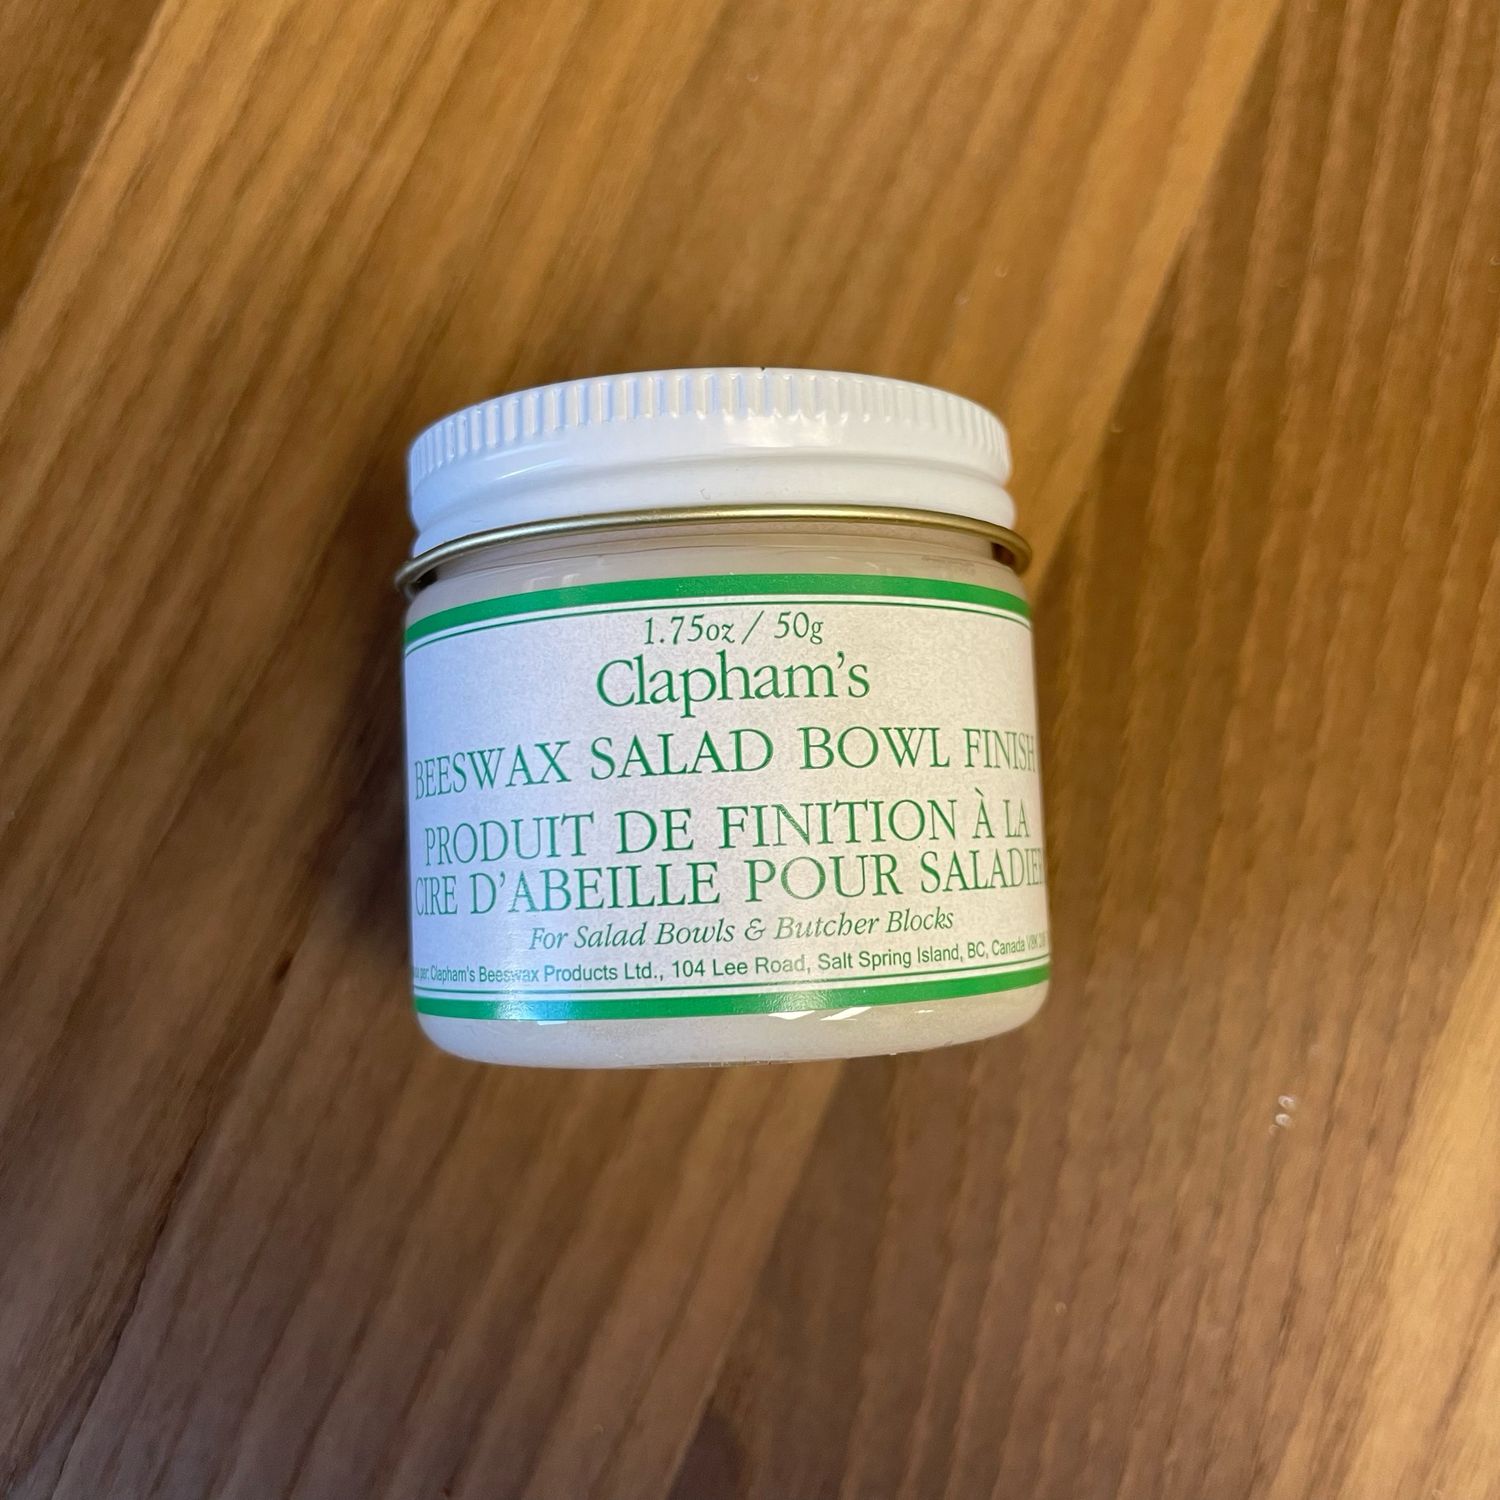 1.75oz / 50g
Clapham's
BEESWAX SALAD BOWL FINISH
PRODUIT DE FINITION À LA
CIRE D'ABEILLE POUR SALADIER
For Salad Bowls & Butcher Blocks
par: Clapham's Beeswax Products Ltd., 104 Lee Road, Salt Spring Island, BC, Canada V8K